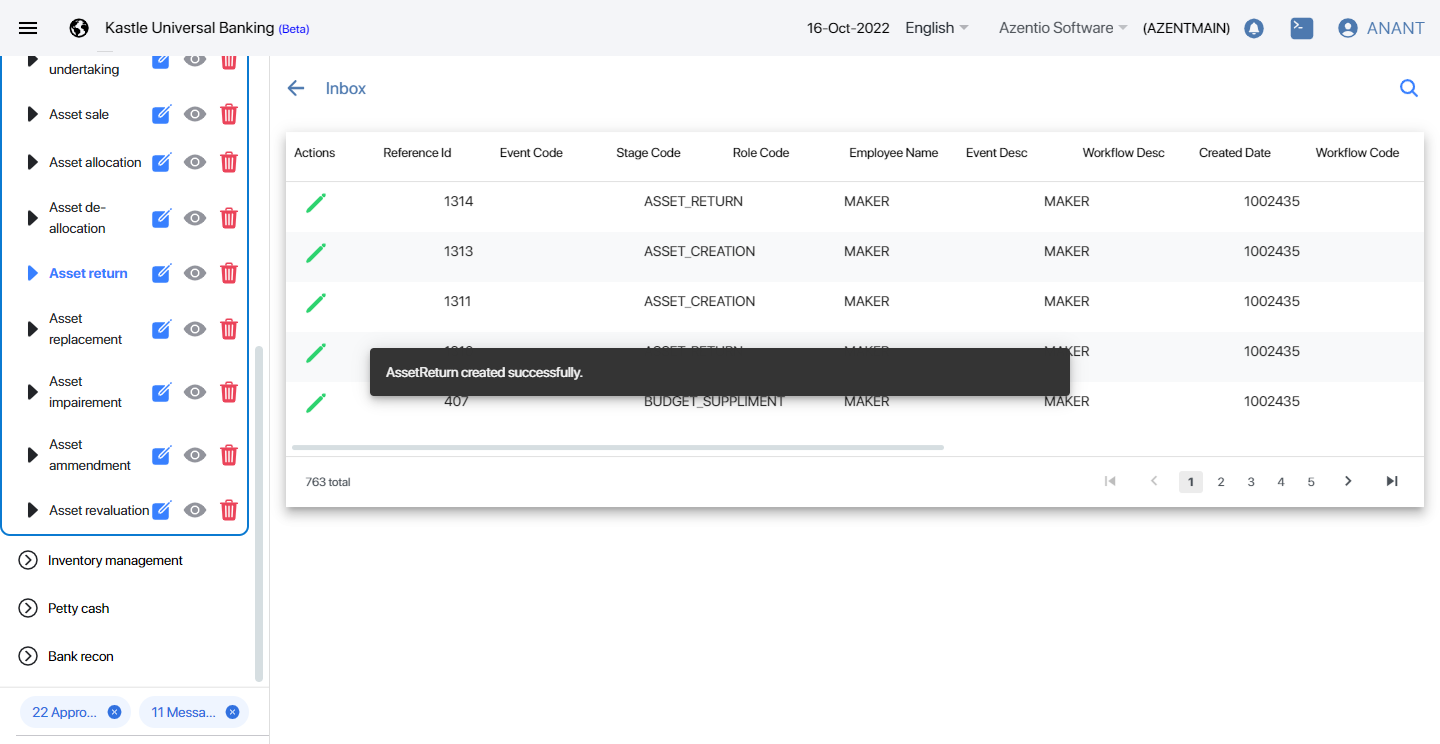 Kastle Universal Banking (Beta)
16-Oct-2022
English
Azentio Software
(AZENTMAIN)
ANANT
undertaking
Asset sale
Asset allocation
Asset de-
allocation
Asset return
Asset
replacement
Asset
impairement
Asset
ammendment
Asset revaluation
Inventory management
Petty cash
Bank recon
22 Appro...
11 Messa...
Inbox
Actions Reference Id Event Code Stage Code Role Code Employee Name Event Desc Workflow Desc Created Date Workflow Code
1314 ASSET_RETURN MAKER MAKER 1002435
1313 ASSET_CREATION MAKER MAKER 1002435
1311 ASSET_CREATION MAKER MAKER 1002435
MAKER 1002435
AssetReturn created successfully.
407 BUDGET_SUPPLIMENT MAKER MAKER 1002435
763 total
1 2 3 4 5